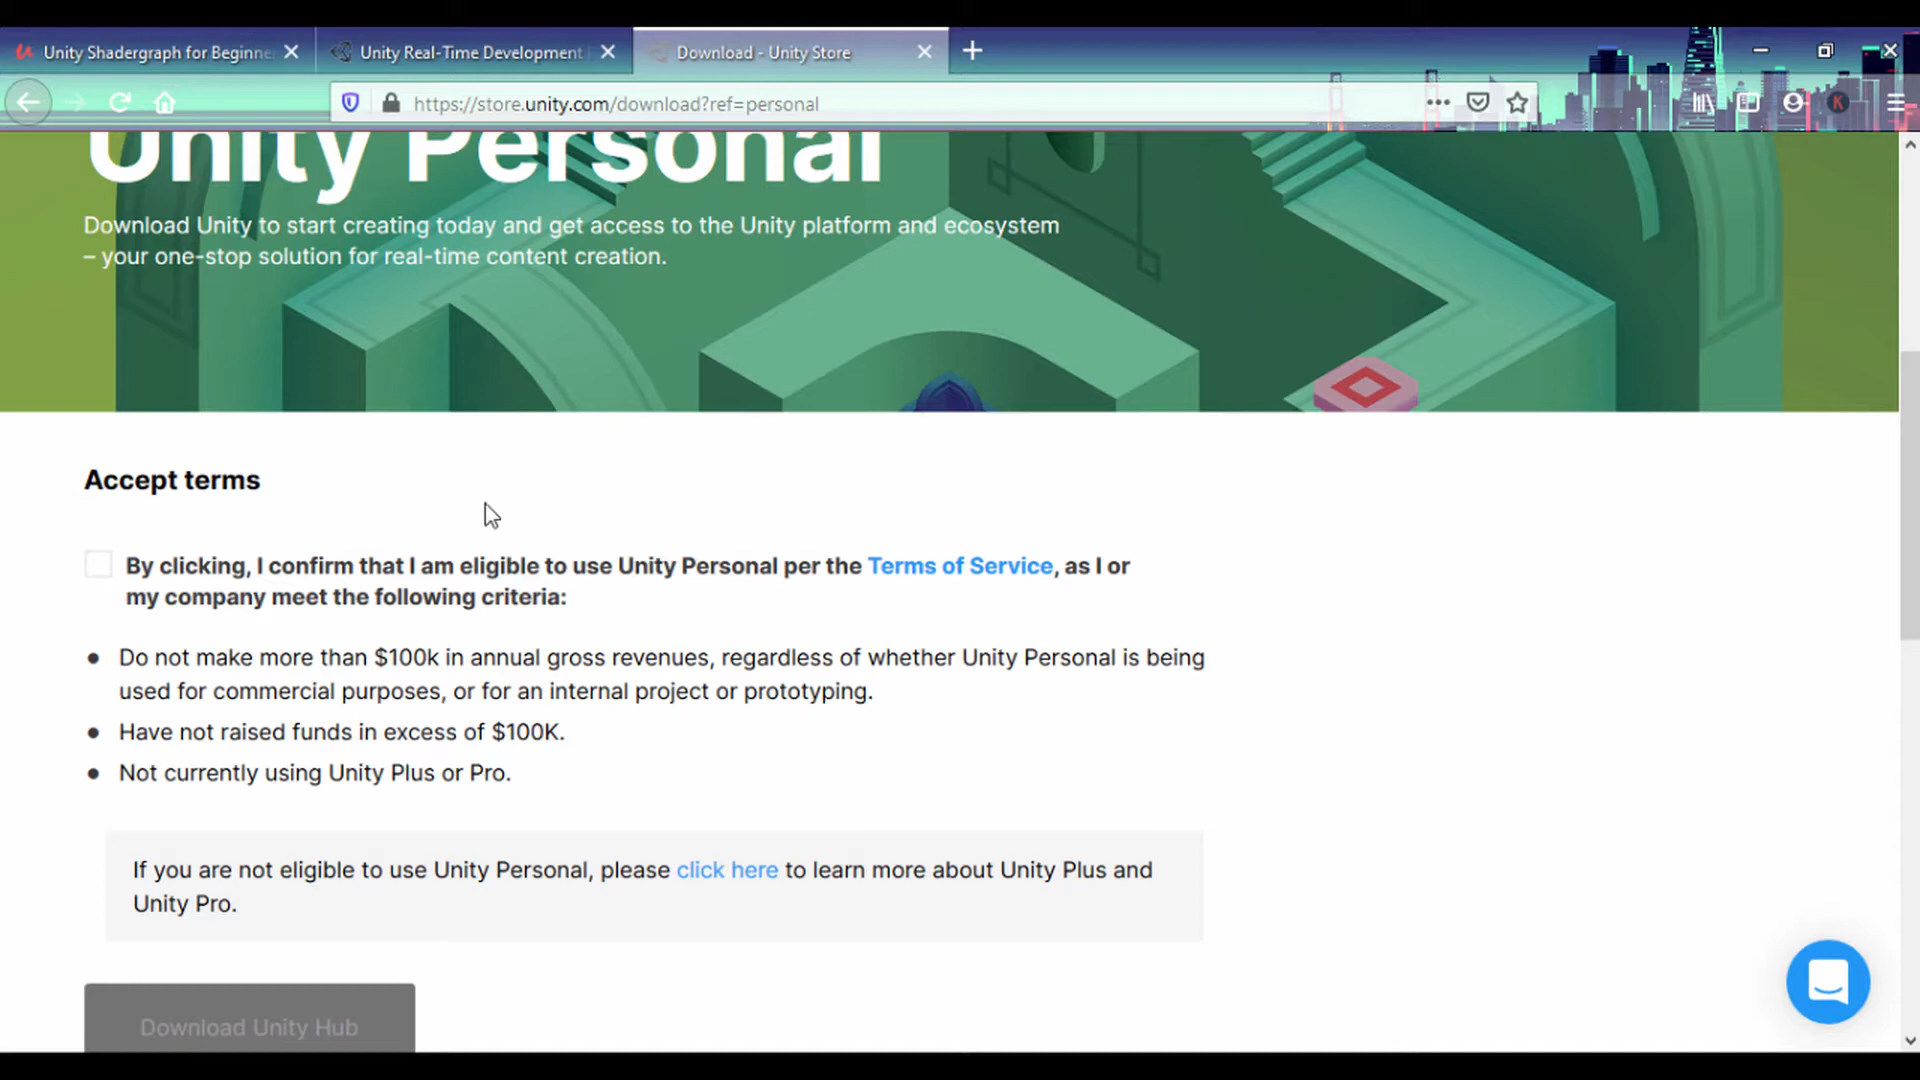 Unity Shadergraph for Beginne
Unity Real-Time Development
Download - Unity Store
https://store.unity.com/download?ref=personal
K
Unity Personal
Download Unity to start creating today and get access to the Unity platform and ecosystem
– your one-stop solution for real-time content creation.
Accept terms
By clicking, I confirm that I am eligible to use Unity Personal per the Terms of Service, as I or
my company meet the following criteria:
● Do not make more than $100k in annual gross revenues, regardless of whether Unity Personal is being
used for commercial purposes, or for an internal project or prototyping.
● Have not raised funds in excess of $100K.
● Not currently using Unity Plus or Pro.
If you are not eligible to use Unity Personal, please click here to learn more about Unity Plus and
Unity Pro.
Download Unity Hub